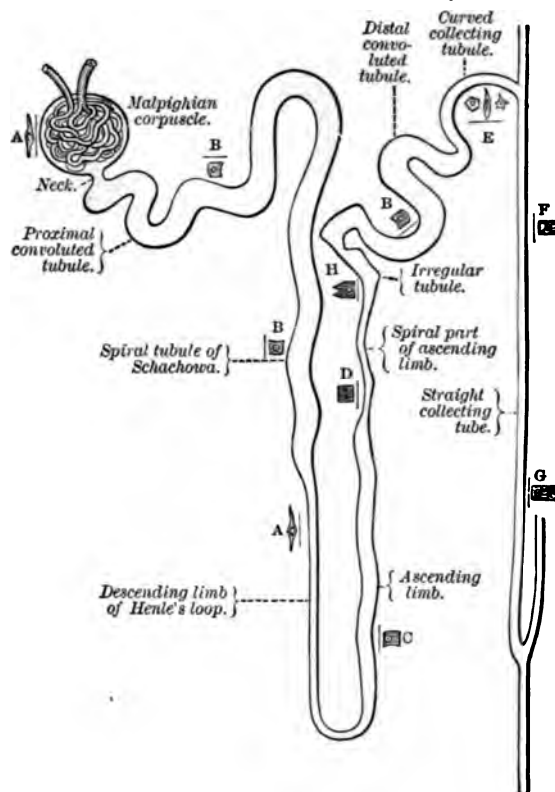 Distal
convo-
luted
tubule.
Curved
collecting
tubule.
Malpighian
corpuscle.
A
B
E
Neck.
Proximal
convoluted
tubule.
B
F
H
Irregular
tubule.
B
Spiral tubule of
Schachowa.
Spiral part
of ascending
limb.
D
Straight
collecting
tube.
G
A
Descending limb
of Henle's loop.
Ascending
limb.
C